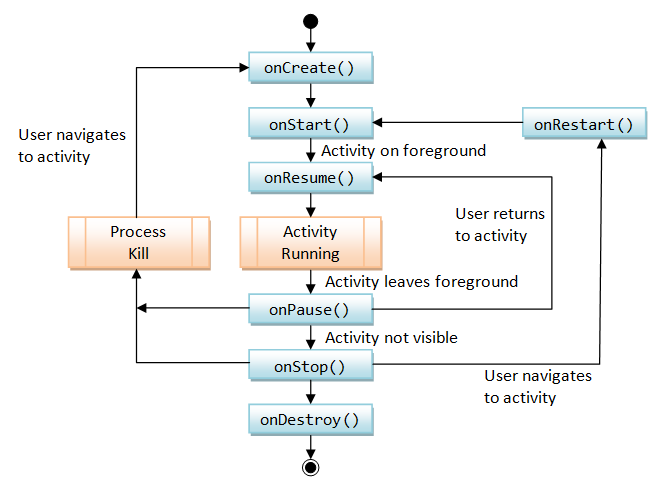 onCreate()
User navigates
to activity
onStart()
onRestart()
Activity on foreground
onResume()
User returns
to activity
Process
Kill
Activity
Running
Activity leaves foreground
onPause()
Activity not visible
onStop()
User navigates
to activity
onDestroy()